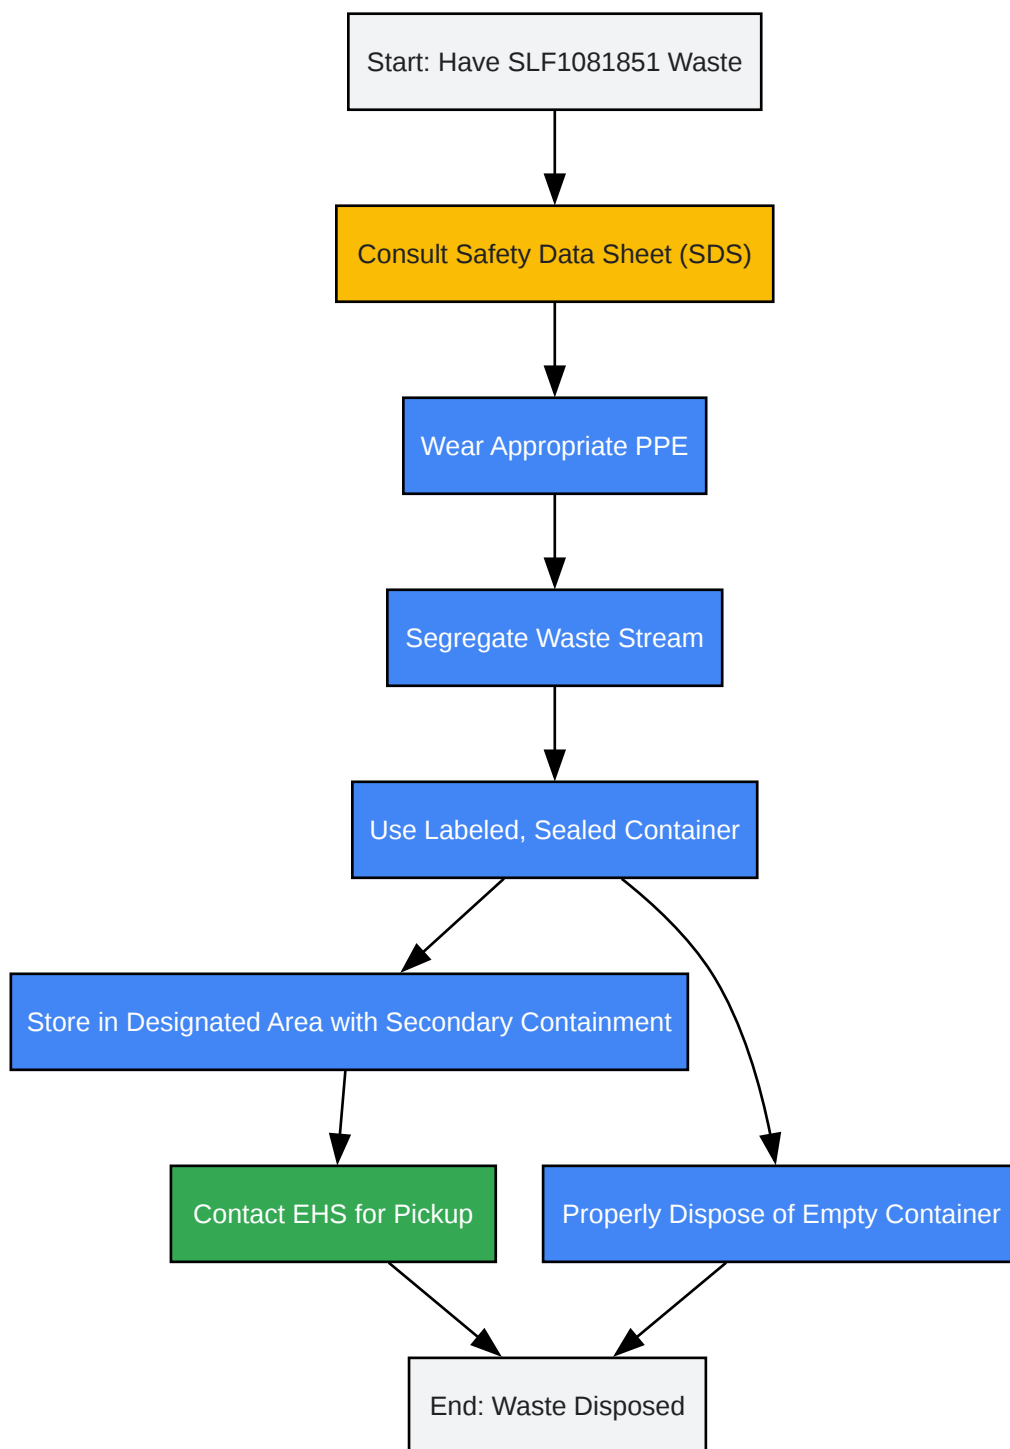 Start: Have SLF1081851 Waste
Consult Safety Data Sheet (SDS)
Wear Appropriate PPE
Segregate Waste Stream
Use Labeled, Sealed Container
Store in Designated Area with Secondary Containment
Contact EHS for Pickup
Properly Dispose of Empty Container
End: Waste Disposed